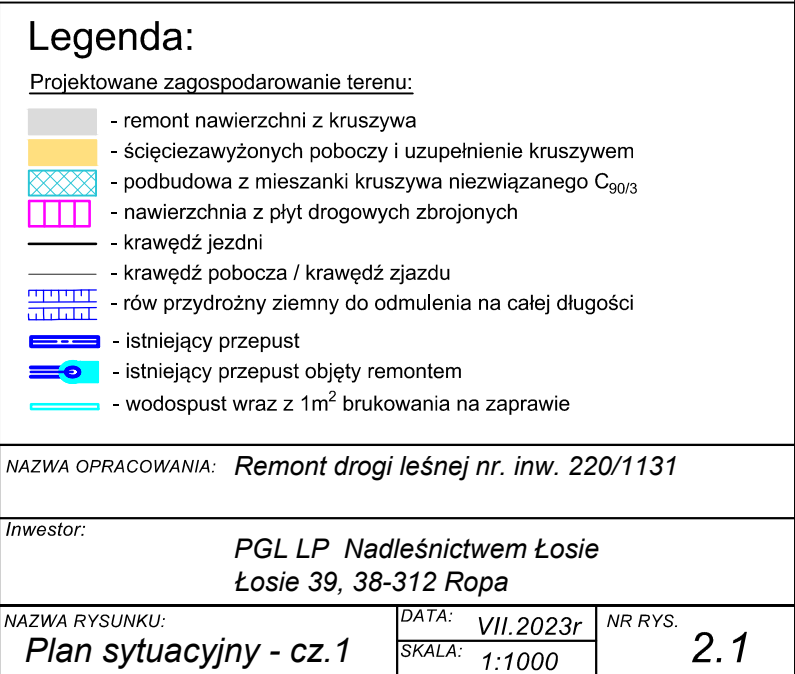 Legenda:
Projektowane zagospodarowanie terenu:
- remont nawierzchni z kruszywa
- ścięciezawyżonych poboczy i uzupełnienie kruszywem
- podbudowa z mieszanki kruszywa niezwiązanego C90/3
- nawierzchnia z płyt drogowych zbrojonych
- krawędź jezdni
- krawędź pobocza / krawędź zjazdu
- rów przydrożny ziemny do odmulenia na całej długości
- istniejący przepust
- istniejący przepust objęty remontem
- wodospust wraz z 1m² brukowania na zaprawie
NAZWA OPRACOWANIA: Remont drogi leśnej nr. inw. 220/1131
Inwestor:
PGL LP Nadleśnictwem Łosie
Łosie 39, 38-312 Ropa
NAZWA RYSUNKU:
Plan sytuacyjny - cz.1
DATA: VII.2023r
SKALA: 1:1000
NR RYS.
2.1